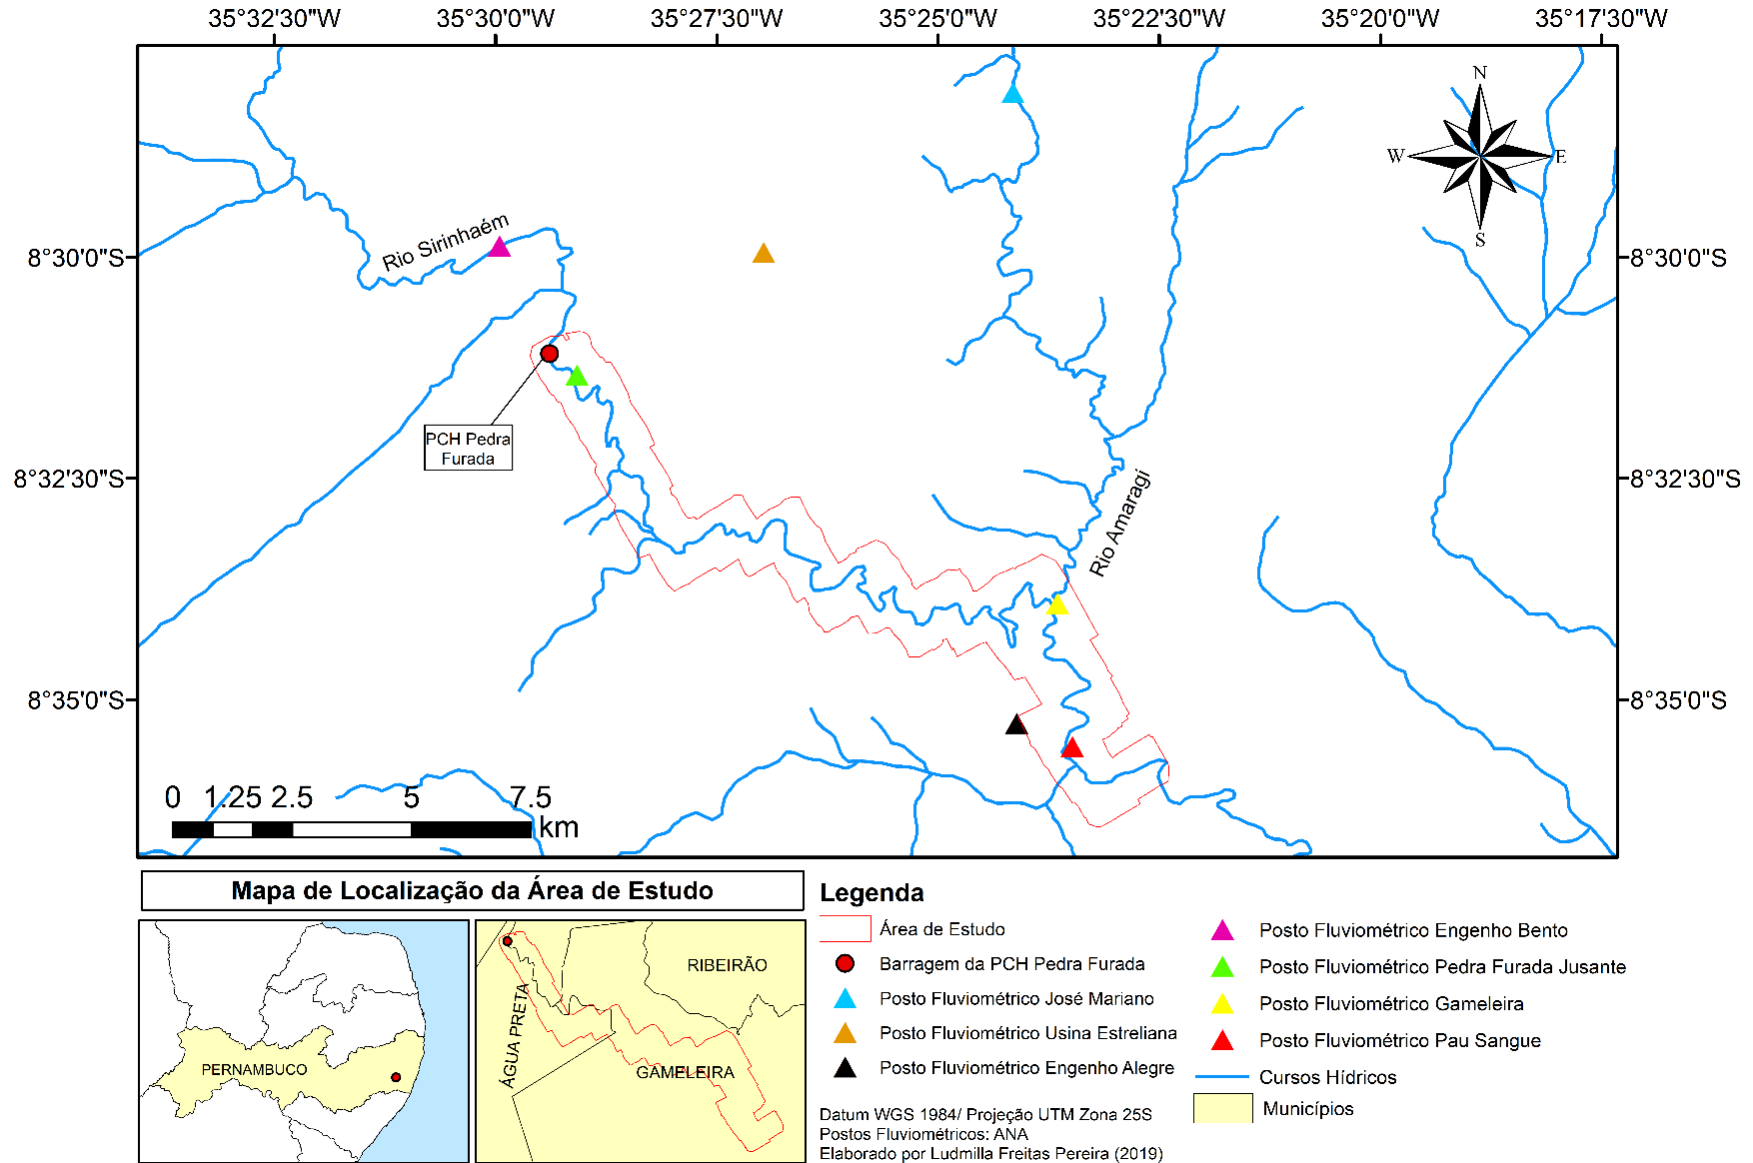 35°32'30"W 35°30'0"W 35°27'30"W 35°25'0"W 35°22'30"W 35°20'0"W 35°17'30"W
N
W E
S
Rio Sirinhaém
8°30'0"S 8°30'0"S
PCH Pedra
Furada
8°32'30"S 8°32'30"S
Rio Amaragi
8°35'0"S 8°35'0"S
0 1.25 2.5 5 7.5
km
Mapa de Localização da Área de Estudo
PERNAMBUCO
ÁGUA PRETA
RIBEIRÃO
GAMELEIRA
Legenda
Área de Estudo
Barragem da PCH Pedra Furada
Posto Fluviométrico José Mariano
Posto Fluviométrico Usina Estreliana
Posto Fluviométrico Engenho Alegre
Posto Fluviométrico Engenho Bento
Posto Fluviométrico Pedra Furada Jusante
Posto Fluviométrico Gameleira
Posto Fluviométrico Pau Sangue
Cursos Hídricos
Municípios
Datum WGS 1984/ Projeção UTM Zona 25S
Postos Fluviométricos: ANA
Elaborado por Ludmilla Freitas Pereira (2019)